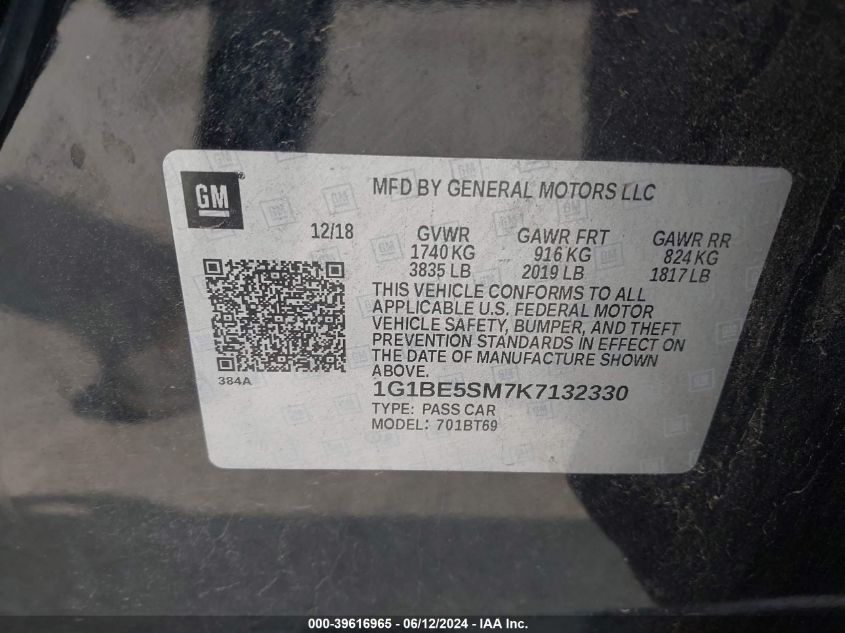 GM
MFD BY GENERAL MOTORS LLC
12/18 GVWR GAWR FRT GAWR RR
1740 KG 916 KG 824 KG
3835 LB 2019 LB 1817 LB
THIS VEHICLE CONFORMS TO ALL
APPLICABLE U.S. FEDERAL MOTOR
VEHICLE SAFETY, BUMPER, AND THEFT
PREVENTION STANDARDS IN EFFECT ON
THE DATE OF MANUFACTURE SHOWN
ABOVE.
384A
1G1BE5SM7K7132330
TYPE: PASS CAR
MODEL: 701BT69
000-39616965 - 06/12/2024 - IAA Inc.